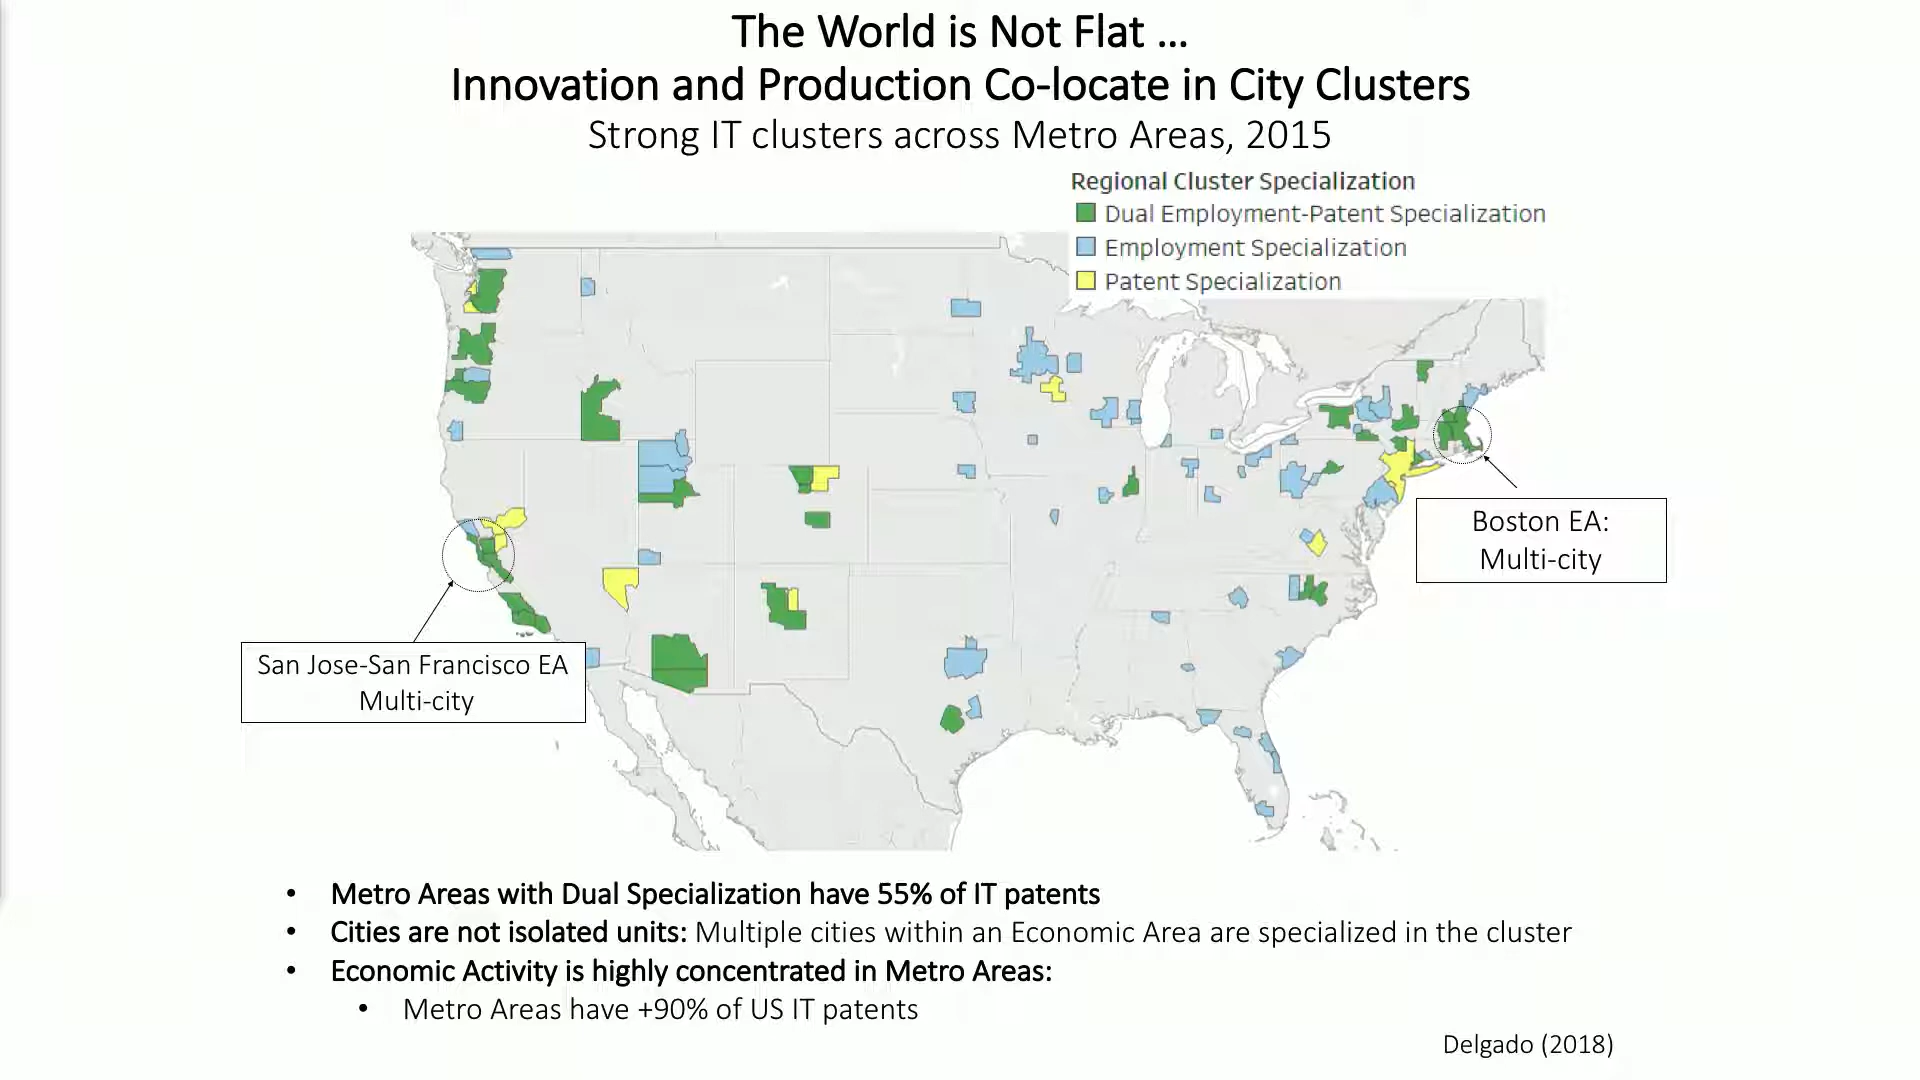 The World is Not Flat ...
Innovation and Production Co-locate in City Clusters
Strong IT clusters across Metro Areas, 2015
Regional Cluster Specialization
Dual Employment-Patent Specialization
Employment Specialization
Patent Specialization
Boston EA:
Multi-city
San Jose-San Francisco EA
Multi-city
• Metro Areas with Dual Specialization have 55% of IT patents
• Cities are not isolated units: Multiple cities within an Economic Area are specialized in the cluster
• Economic Activity is highly concentrated in Metro Areas:
• Metro Areas have +90% of US IT patents
Delgado (2018)